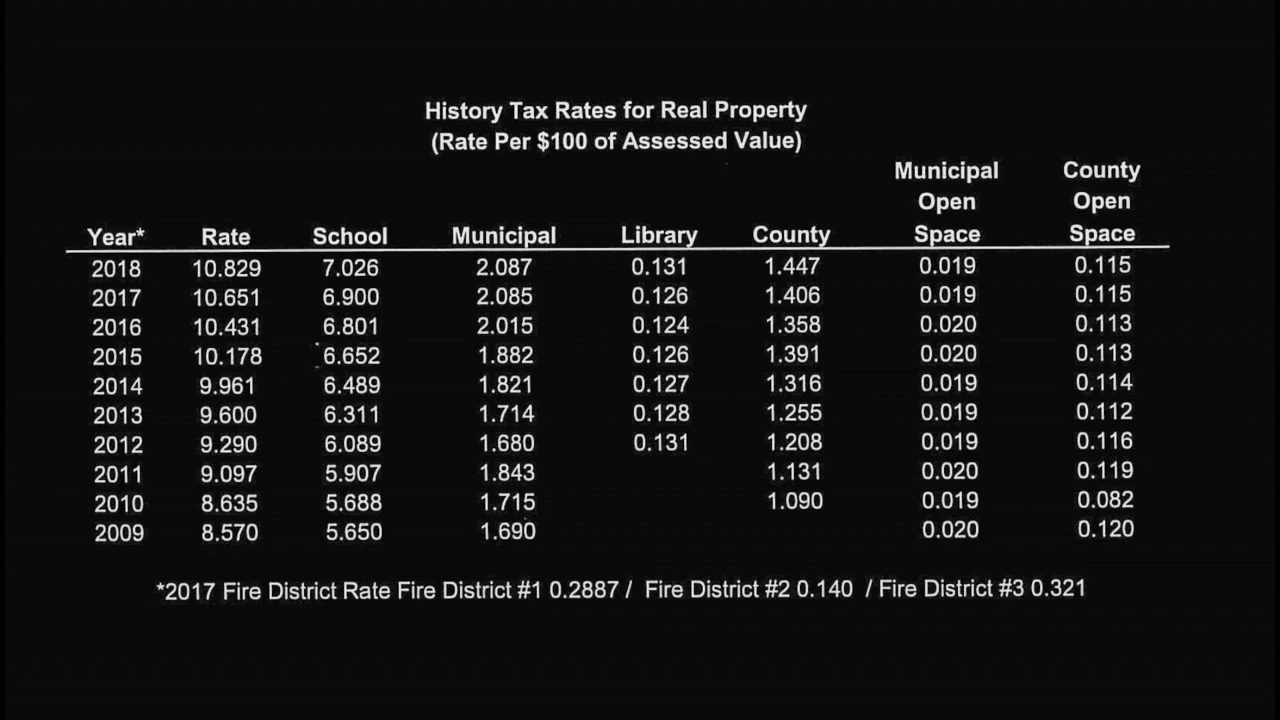 History Tax Rates for Real Property
(Rate Per $100 of Assessed Value)
Municipal County
Open Open
Year* Rate School Municipal Library County Space Space
2018 10.829 7.026 2.087 0.131 1.447 0.019 0.115
2017 10.651 6.900 2.085 0.126 1.406 0.019 0.115
2016 10.431 6.801 2.015 0.124 1.358 0.020 0.113
2015 10.178 6.652 1.882 0.126 1.391 0.020 0.113
2014 9.961 6.489 1.821 0.127 1.316 0.019 0.114
2013 9.600 6.311 1.714 0.128 1.255 0.019 0.112
2012 9.290 6.089 1.680 0.131 1.208 0.019 0.116
2011 9.097 5.907 1.843 1.131 0.020 0.119
2010 8.635 5.688 1.715 1.090 0.019 0.082
2009 8.570 5.650 1.690 0.020 0.120
*2017 Fire District Rate Fire District #1 0.2887 / Fire District #2 0.140 / Fire District #3 0.321